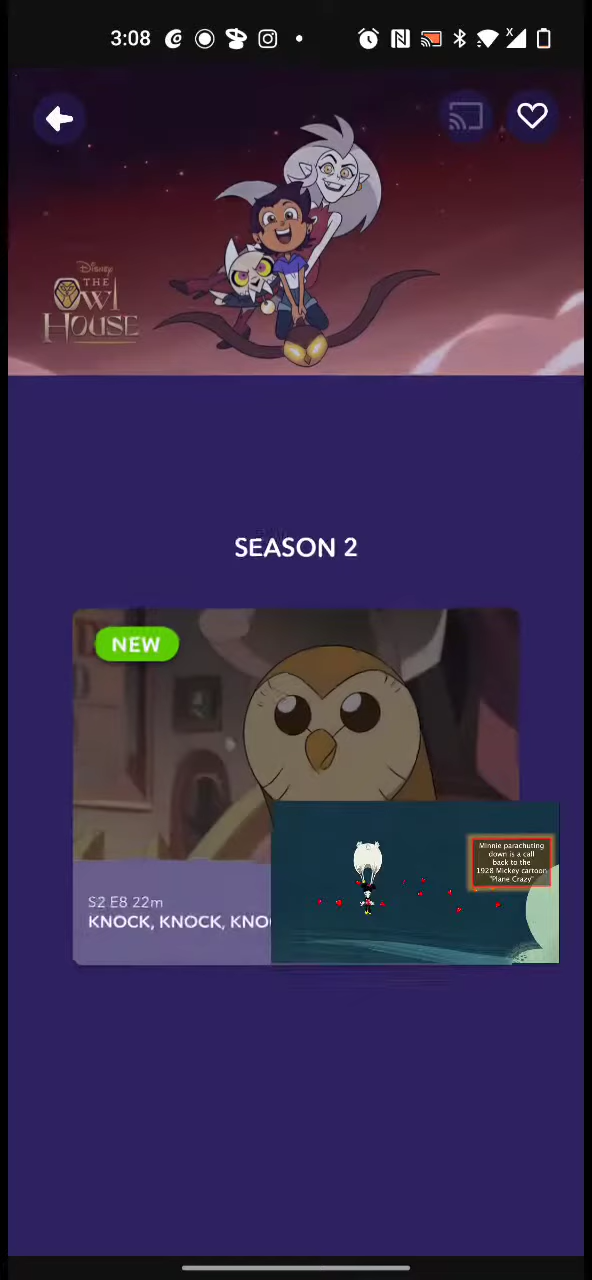 3:08
X
DISNEY
THE
OWL
HOUSE
SEASON 2
NEW
S2 E8 22m
KNOCK, KNOCK, KNO
Minnie parachuting
down is a call
back to the
1928 Mickey cartoon
"Plane Crazy"